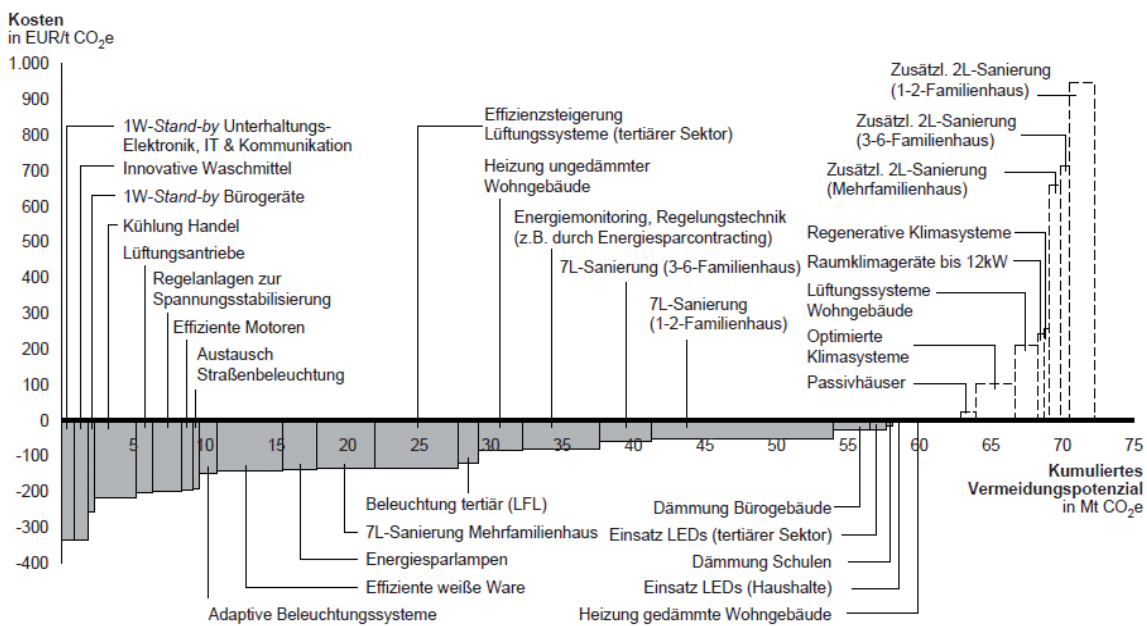 Kosten
in EUR/t CO₂e
1.000
900
800
700
600
500
400
300
200
100
0
-100
-200
-300
-400
1W-Stand-by Unterhaltungs-
Elektronik, IT & Kommunikation
Innovative Waschmittel
1W-Stand-by Bürogeräte
Kühlung Handel
Lüftungsantriebe
Regelanlagen zur
Spannungsstabilisierung
Effiziente Motoren
Austausch
Straßenbeleuchtung
Effizienzsteigerung
Lüftungssysteme (tertiärer Sektor)
Heizung ungedämmter
Wohngebäude
Energiemonitoring, Regelungstechnik
(z.B. durch Energiesparcontracting)
7L-Sanierung (3-6-Familienhaus)
7L-Sanierung
(1-2-Familienhaus)
Zusätzl. 2L-Sanierung
(1-2-Familienhaus)
Zusätzl. 2L-Sanierung
(3-6-Familienhaus)
Zusätzl. 2L-Sanierung
(Mehrfamilienhaus)
Regenerative Klimasysteme
Raumklimageräte bis 12kW
Lüftungssysteme
Wohngebäude
Optimierte
Klimasysteme
Passivhäuser
5 10 15 20 25 30 35 40 45 50 55 60 65 70 75
Kumuliertes
Vermeidungspotenzial
in Mt CO₂e
Beleuchtung tertiär (LFL)
7L-Sanierung Mehrfamilienhaus
Energiesparlampen
Effiziente weiße Ware
Adaptive Beleuchtungssysteme
Dämmung Bürogebäude
Einsatz LEDs (tertiärer Sektor)
Dämmung Schulen
Einsatz LEDs (Haushalte)
Heizung gedämmte Wohngebäude